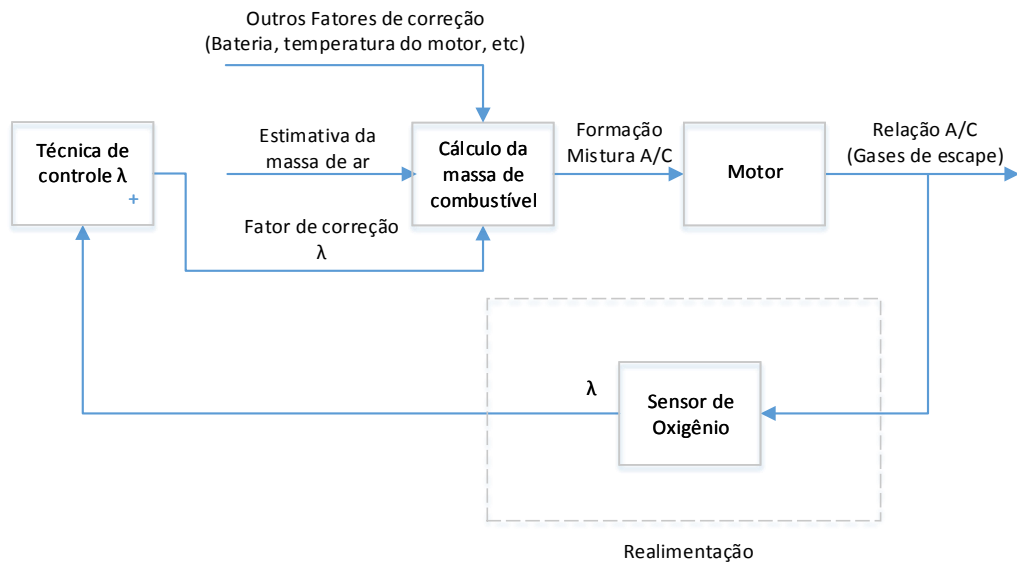 Outros Fatores de correção
(Bateria, temperatura do motor, etc)
Técnica de
controle λ
+
Estimativa da
massa de ar
Fator de correção
λ
Cálculo da
massa de
combustível
Formação
Mistura A/C
Motor
Relação A/C
(Gases de escape)
λ
Sensor de
Oxigênio
Realimentação